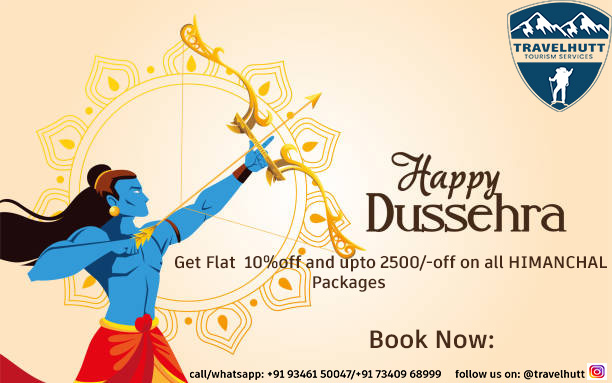 TRAVELHUTT
TOURISM SERVICES
Happy
Dussehra
Get Flat 10%off and upto 2500/-off on all HIMANCHAL
Packages
Book Now:
call/whatsapp: +91 93461 50047/+91 73409 68999 follow us on: @travelhutt